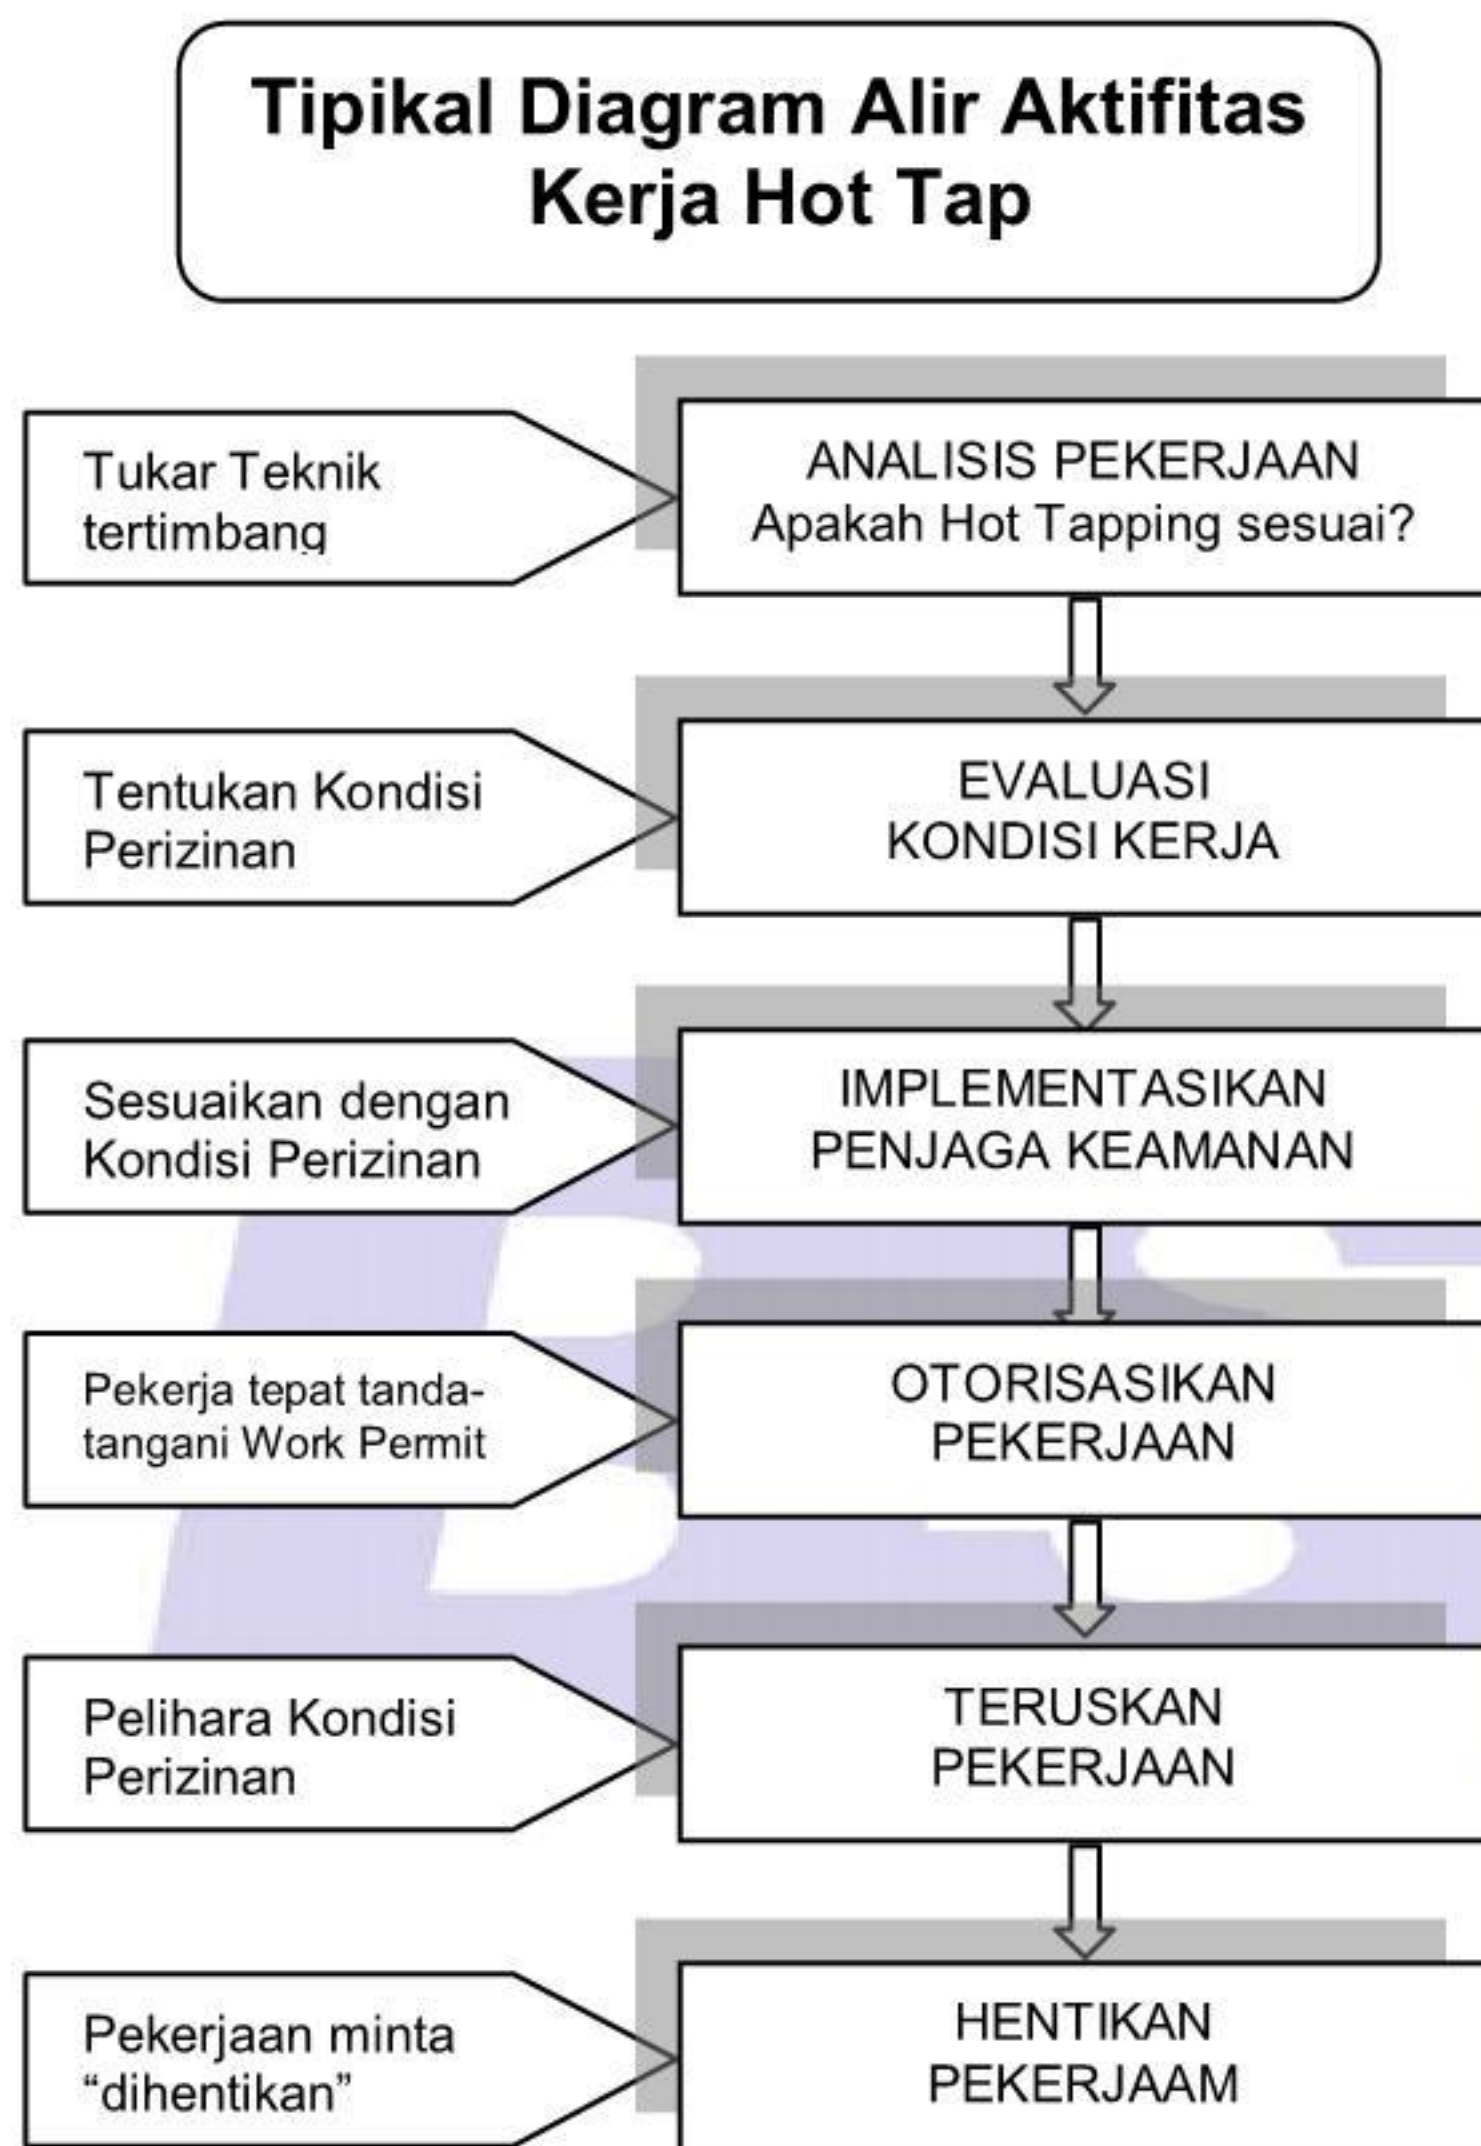 Tipikal Diagram Alir Aktifitas
Kerja Hot Tap
Tukar Teknik
tertimbang
ANALISIS PEKERJAAN
Apakah Hot Tapping sesuai?
Tentukan Kondisi
Perizinan
EVALUASI
KONDISI KERJA
Sesuaikan dengan
Kondisi Perizinan
IMPLEMENTASIKAN
PENJAGA KEAMANAN
Pekerja tepat tanda-
tangani Work Permit
OTORISASIKAN
PEKERJAAN
Pelihara Kondisi
Perizinan
TERUSKAN
PEKERJAAN
Pekerjaan minta
“dihentikan”
HENTIKAN
PEKERJAAM